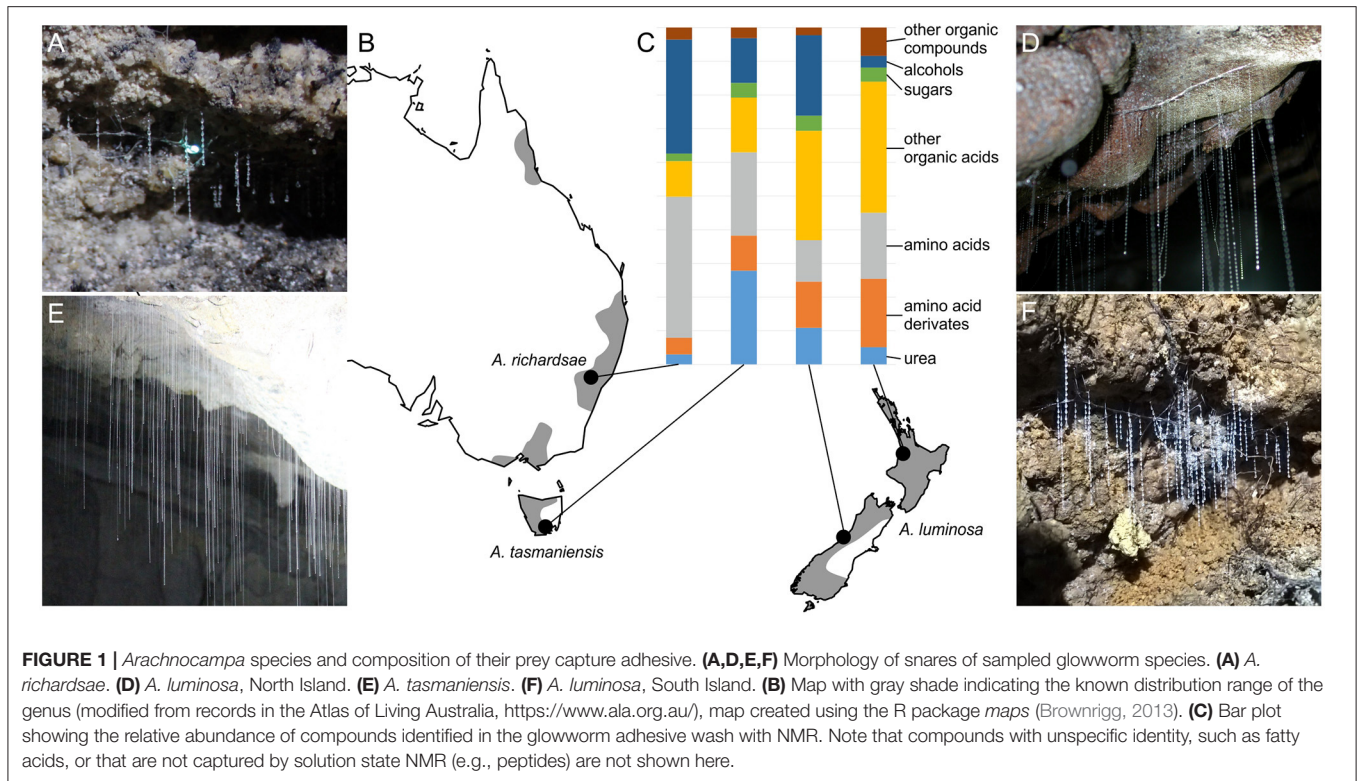 A
B
C
D
E
F
other organic
compounds
alcohols
sugars
other
organic acids
amino acids
amino acid
derivates
urea
A. richardsae
A. tasmaniensis
A. luminosa
FIGURE 1 | Arachnocampa species and composition of their prey capture adhesive. (A,D,E,F) Morphology of snares of sampled glowworm species. (A) A.
richardsae. (D) A. luminosa, North Island. (E) A. tasmaniensis. (F) A. luminosa, South Island. (B) Map with gray shade indicating the known distribution range of the
genus (modified from records in the Atlas of Living Australia, https://www.ala.org.au/), map created using the R package maps (Brownrigg, 2013). (C) Bar plot
showing the relative abundance of compounds identified in the glowworm adhesive wash with NMR. Note that compounds with unspecific identity, such as fatty
acids, or that are not captured by solution state NMR (e.g., peptides) are not shown here.